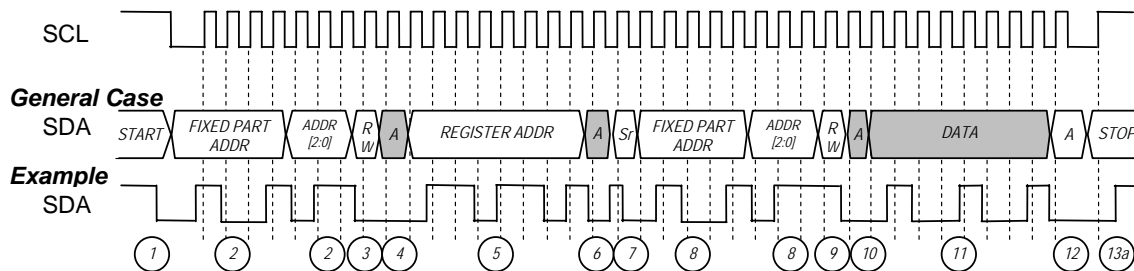 SCL
General Case
SDA
START
FIXED PART
ADDR
ADDR
[2:0]
R
W
A
REGISTER ADDR
A
Sr
FIXED PART
ADDR
ADDR
[2:0]
R
W
A
DATA
A
STOP
Example
SDA
1 2 2 3 4 5 6 7 8 8 9 10 11 12 13a